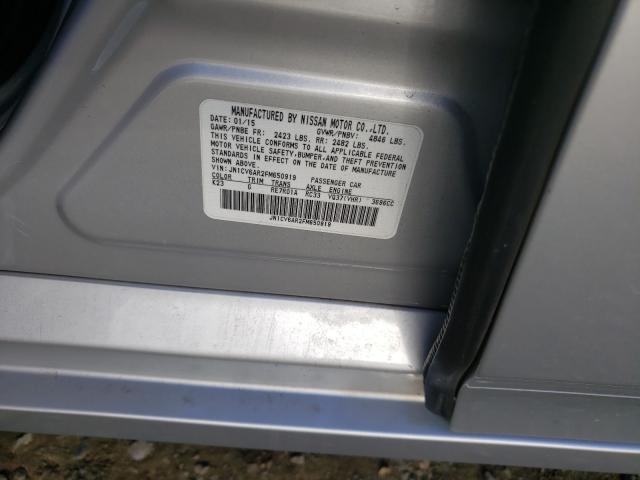 MANUFACTURED BY NISSAN MOTOR CO.,LTD.
DATE: 01/15 GVWR/PNBV: 4846 LBS.
GAWR/PNBE FR: 2423 LBS. RR: 2482 LBS.
THIS VEHICLE CONFORMS TO ALL APPLICABLE FEDERAL
MOTOR VEHICLE SAFETY,BUMPER,AND THEFT PREVENTION
STANDARDS IN EFFECT ON THE DATE OF MANUFACTURE
SHOWN ABOVE.
VIN: JN1CV6AR2FM650919 PASSENGER CAR
COLOR TRIM TRANS AXLE ENGINE
K23 G RE7R01A RC33 VQ37(VHR) 3696CC
JN1CV6AR2FM650919